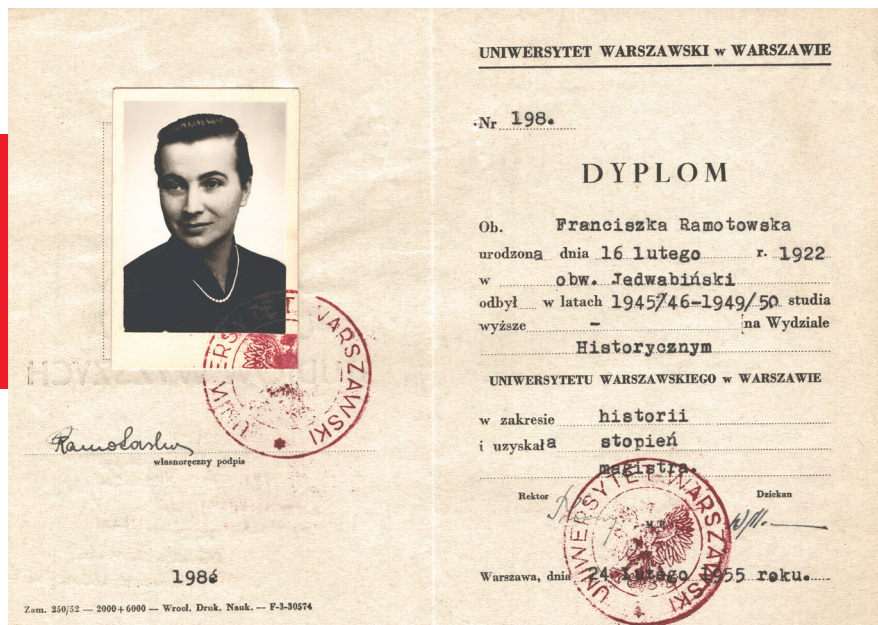 UNIWERSYTET WARSZAWSKI
Ramotowska
własnoręczny podpis
1986
Zam. 250/52 — 2000+6000 — Wrocł. Druk. Nauk. — F-3-30574
UNIWERSYTET WARSZAWSKI w WARSZAWIE
Nr 198.
DYPLOM
Ob. Franciszka Ramotowska
urodzona dnia 16 lutego r. 1922
w obw. Jedwabiński
odbył w latach 1945/46-1949/50 studia
wyższe - na Wydziale
Historycznym
UNIWERSYTETU WARSZAWSKIEGO w WARSZAWIE
w zakresie historii
i uzyskała stopień
magistra.
Rektor Dziekan
M. P.
UNIWERSYTET WARSZAWSKI
Warszawa, dnia 24 lutego 1955 roku.